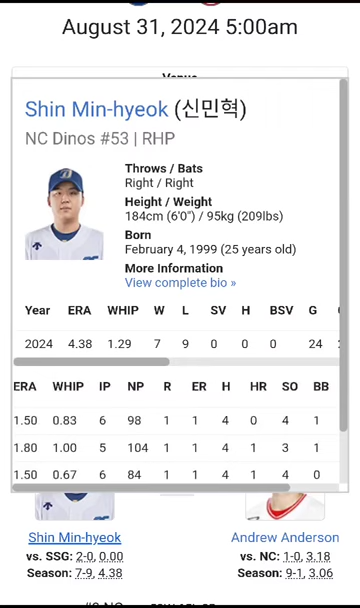 August 31, 2024 5:00am
Venue
Shin Min-hyeok (신민혁)
NC Dinos #53 | RHP
Throws / Bats
Right / Right
Height / Weight
184cm (6'0") / 95kg (209lbs)
Born
February 4, 1999 (25 years old)
More Information
View complete bio »
Year ERA WHIP W L SV H BSV G
2024 4.38 1.29 7 9 0 0 0 24
ERA WHIP IP NP R ER H HR SO BB
1.50 0.83 6 98 1 1 4 0 4 1
1.80 1.00 5 104 1 1 4 1 3 1
1.50 0.67 6 84 1 1 4 1 4 0
Shin Min-hyeok Andrew Anderson
vs. SSG: 2-0, 0.00 vs. NC: 1-0, 3.18
Season: 7-9, 4.38 Season: 9-1, 3.06